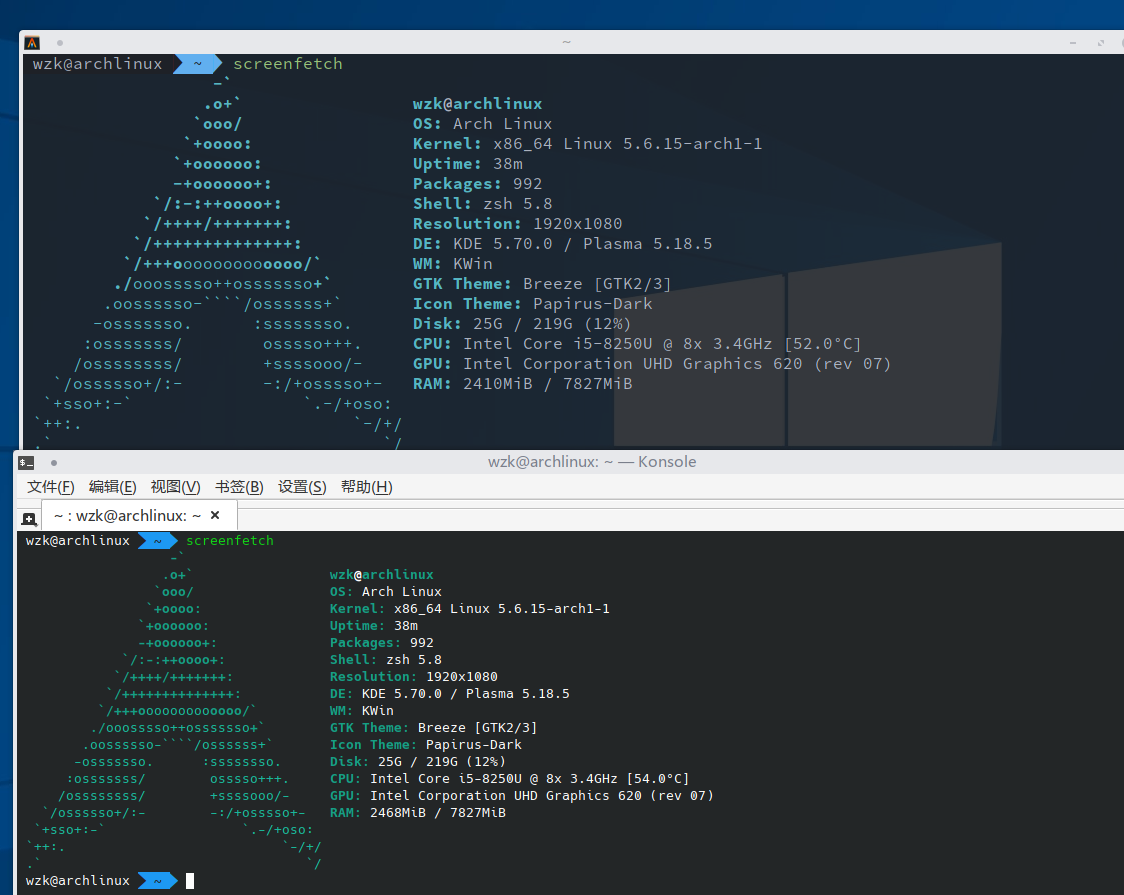 ~
wzk@archlinux ~ screenfetch
-`
.o+` wzk@archlinux
`ooo/ OS: Arch Linux
`+oooo: Kernel: x86_64 Linux 5.6.15-arch1-1
`+oooooo: Uptime: 38m
-+oooooo+: Packages: 992
`/:-:++oooo+: Shell: zsh 5.8
`/++++/+++++++: Resolution: 1920x1080
`/++++++++++++++: DE: KDE 5.70.0 / Plasma 5.18.5
`/+++ooooooooooooo/` WM: KWin
./ooosssso++osssssso+` GTK Theme: Breeze [GTK2/3]
.oossssso-````/ossssss+` Icon Theme: Papirus-Dark
-osssssso. :ssssssso. Disk: 25G / 219G (12%)
:osssssss/ osssso+++. CPU: Intel Core i5-8250U @ 8x 3.4GHz [52.0°C]
/ossssssss/ +ssssooo/- GPU: Intel Corporation UHD Graphics 620 (rev 07)
`/ossssso+/:- -:/+osssso+- RAM: 2410MiB / 7827MiB
`+sso+:-` `.-/+oso:
`++:. `-/+/
.` `/
wzk@archlinux: ~ — Konsole
文件(F) 编辑(E) 视图(V) 书签(B) 设置(S) 帮助(H)
~ : wzk@archlinux: ~ ×
wzk@archlinux ~ screenfetch
-`
.o+` wzk@archlinux
`ooo/ OS: Arch Linux
`+oooo: Kernel: x86_64 Linux 5.6.15-arch1-1
`+oooooo: Uptime: 38m
-+oooooo+: Packages: 992
`/:-:++oooo+: Shell: zsh 5.8
`/++++/+++++++: Resolution: 1920x1080
`/++++++++++++++: DE: KDE 5.70.0 / Plasma 5.18.5
`/+++ooooooooooooo/` WM: KWin
./ooosssso++osssssso+` GTK Theme: Breeze [GTK2/3]
.oossssso-````/ossssss+` Icon Theme: Papirus-Dark
-osssssso. :ssssssso. Disk: 25G / 219G (12%)
:osssssss/ osssso+++. CPU: Intel Core i5-8250U @ 8x 3.4GHz [54.0°C]
/ossssssss/ +ssssooo/- GPU: Intel Corporation UHD Graphics 620 (rev 07)
`/ossssso+/:- -:/+osssso+- RAM: 2468MiB / 7827MiB
`+sso+:-` `.-/+oso:
`++:. `-/+/
.` `/
wzk@archlinux ~